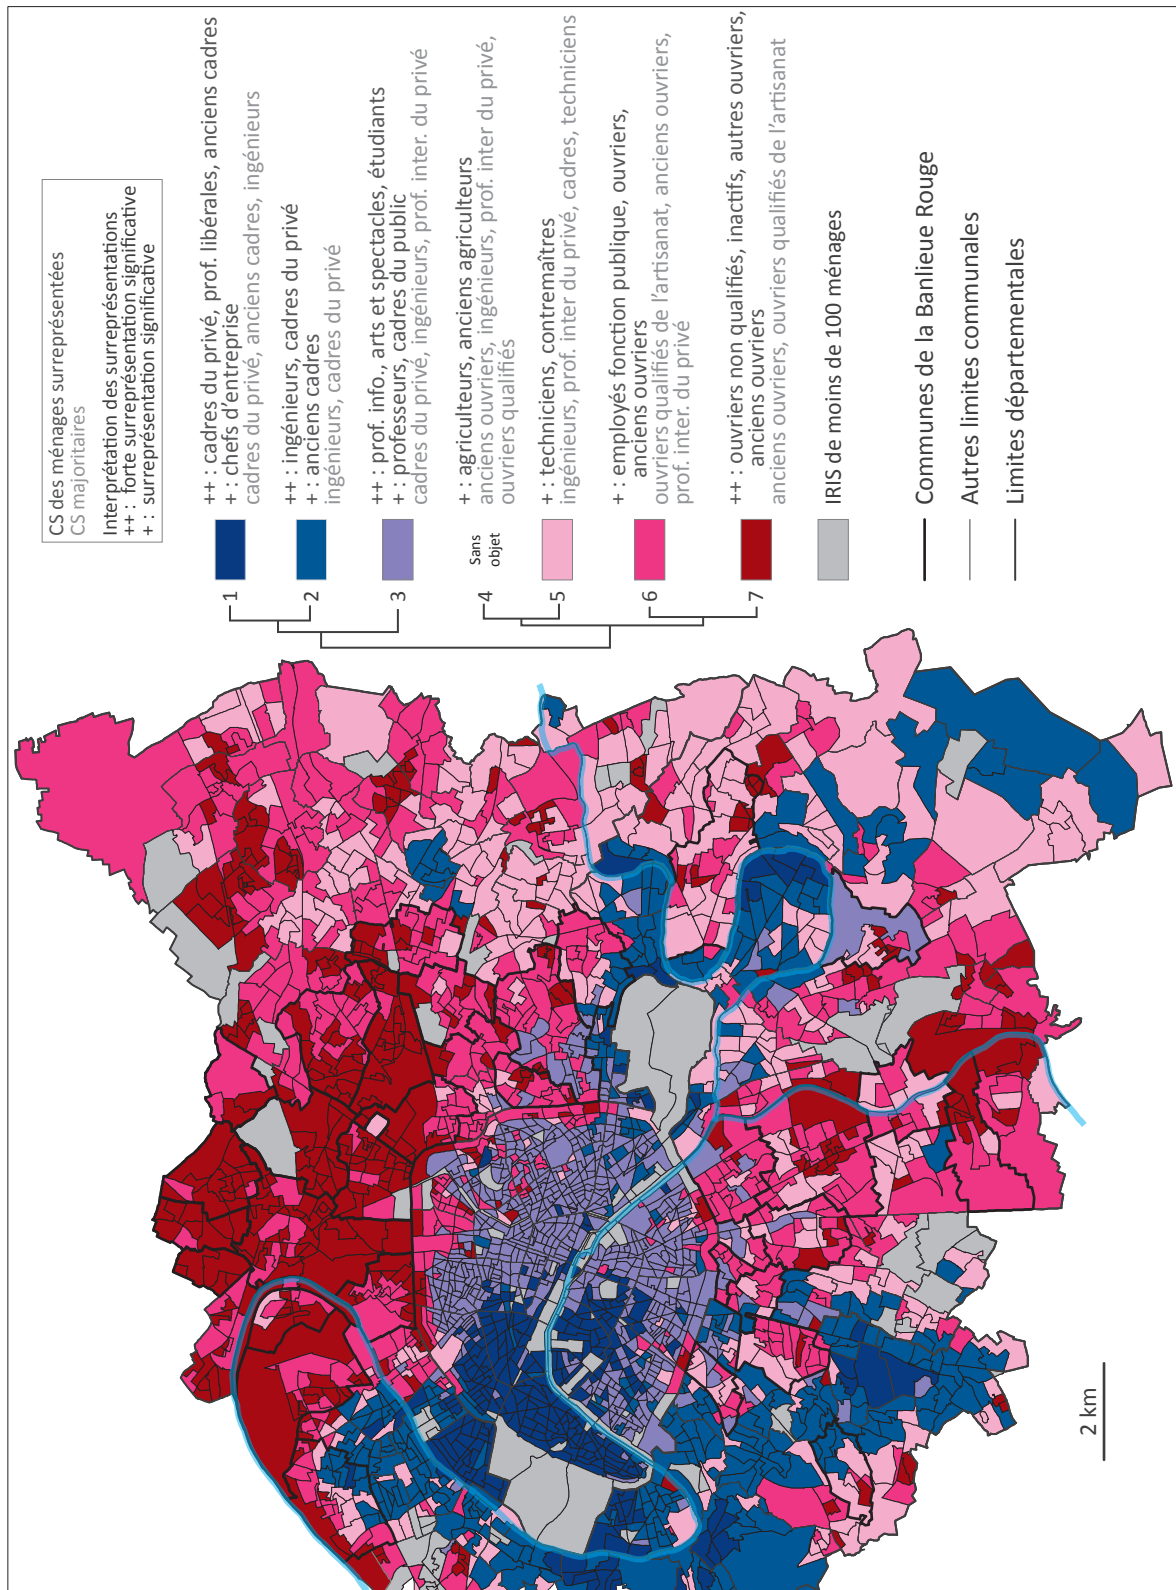 CS des ménages surreprésentées
CS majoritaires
Interprétation des surreprésentations
++ : forte surreprésentation significative
+ : surreprésentation significative
1
++ : cadres du privé, prof. libérales, anciens cadres
+ : chefs d'entreprise
cadres du privé, anciens cadres, ingénieurs
2
++ : ingénieurs, cadres du privé
+ : anciens cadres
ingénieurs, cadres du privé
3
++ : prof. info., arts et spectacles, étudiants
+ : professeurs, cadres du public
cadres du privé, ingénieurs, prof. inter. du privé
4
Sans
objet
+ : agriculteurs, anciens agriculteurs
anciens ouvriers, ingénieurs, prof. inter du privé,
ouvriers qualifiés
5
+ : techniciens, contremaîtres
ingénieurs, prof. inter du privé, cadres, techniciens
6
+ : employés fonction publique, ouvriers,
anciens ouvriers
ouvriers qualifiés de l'artisanat, anciens ouvriers,
prof. inter. du privé
7
++ : ouvriers non qualifiés, inactifs, autres ouvriers,
anciens ouvriers
anciens ouvriers, ouvriers qualifiés de l'artisanat
IRIS de moins de 100 ménages
Communes de la Banlieue Rouge
Autres limites communales
Limites départementales
2 km